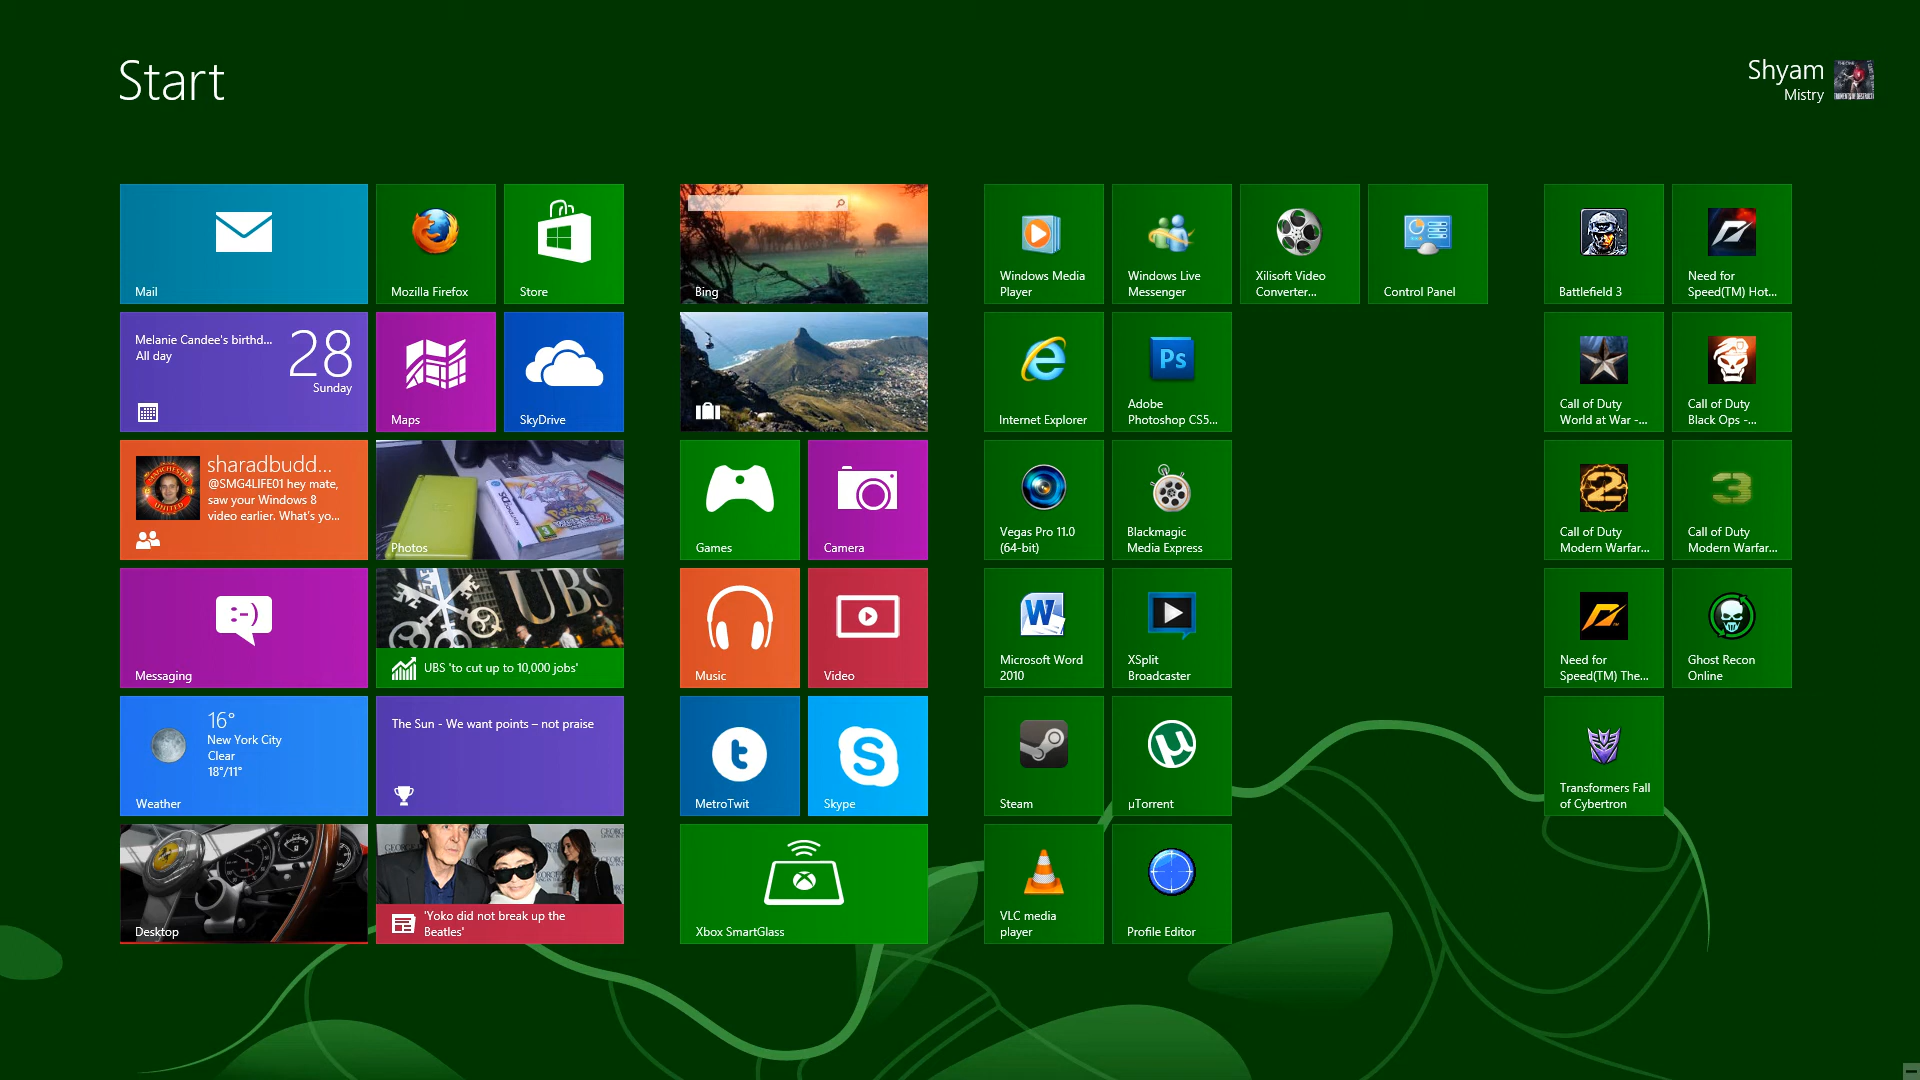 Start
Shyam
Mistry
Mail
Mozilla Firefox
Store
Melanie Candee's birthd...
All day
28
Sunday
Maps
SkyDrive
sharadbudd...
@SMG4LIFE01 hey mate,
saw your Windows 8
video earlier. What's yo...
Photos
Messaging
:-)
UBS
UBS 'to cut up to 10,000 jobs'
16°
New York City
Clear
18°/11°
Weather
The Sun - We want points – not praise
Desktop
'Yoko did not break up the
Beatles'
Bing
Games
Camera
Music
Video
MetroTwit
Skype
Xbox SmartGlass
Windows Media
Player
Windows Live
Messenger
Xilisoft Video
Converter...
Control Panel
Internet Explorer
Ps
Adobe
Photoshop CS5...
Vegas Pro 11.0
(64-bit)
Blackmagic
Media Express
Microsoft Word
2010
XSplit
Broadcaster
Steam
µTorrent
VLC media
player
Profile Editor
Battlefield 3
Need for
Speed(TM) Hot...
Call of Duty
World at War -...
Call of Duty
Black Ops -...
2
Call of Duty
Modern Warfar...
3
Call of Duty
Modern Warfar...
Need for
Speed(TM) The...
Ghost Recon
Online
Transformers Fall
of Cybertron